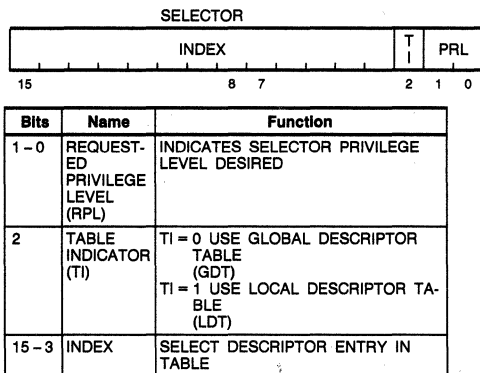 SELECTOR
INDEX
T
I
PRL
15 8 7 2 1 0
Bits Name Function
1–0 REQUEST- INDICATES SELECTOR PRIVILEGE
ED LEVEL DESIRED
PRIVILEGE
LEVEL
(RPL)
2 TABLE TI = 0 USE GLOBAL DESCRIPTOR
INDICATOR TABLE
(TI) (GDT)
TI = 1 USE LOCAL DESCRIPTOR TA-
BLE
(LDT)
15–3 INDEX SELECT DESCRIPTOR ENTRY IN
TABLE